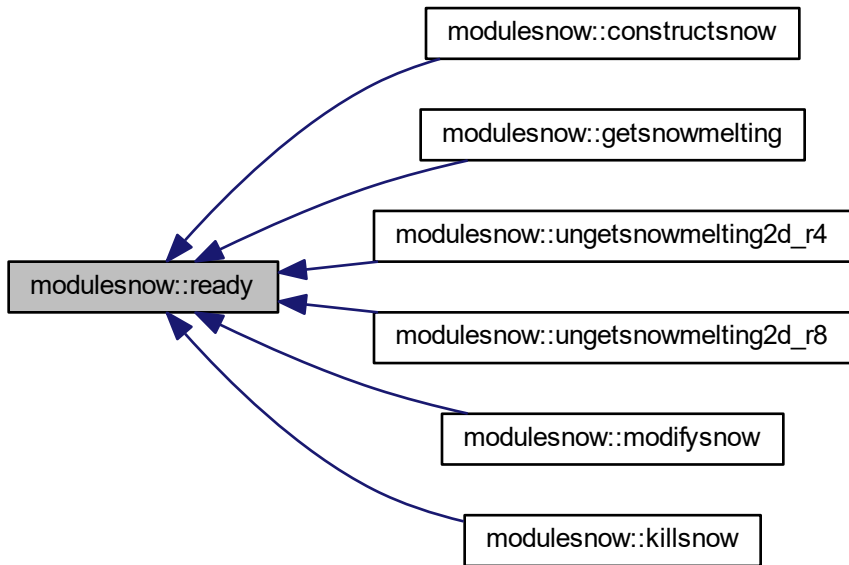 modulesnow::constructsnow
modulesnow::getsnowmelting
modulesnow::ungetsnowmelting2d_r4
modulesnow::ready
modulesnow::ungetsnowmelting2d_r8
modulesnow::modifysnow
modulesnow::killsnow